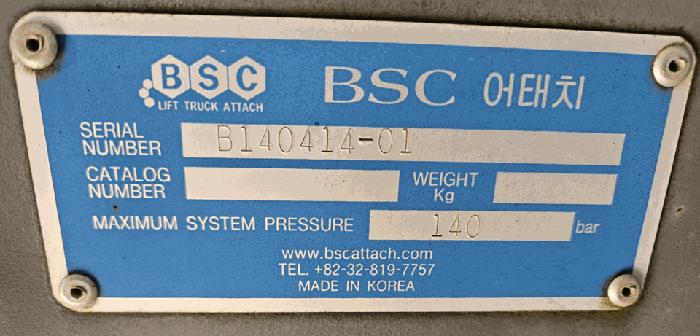 BSC
LIFT TRUCK ATTACH
BSC 어태치
SERIAL NUMBER B140414-01
CATALOG NUMBER
WEIGHT Kg
MAXIMUM SYSTEM PRESSURE 140 bar
www.bscattach.com
TEL. +82-32-819-7757
MADE IN KOREA